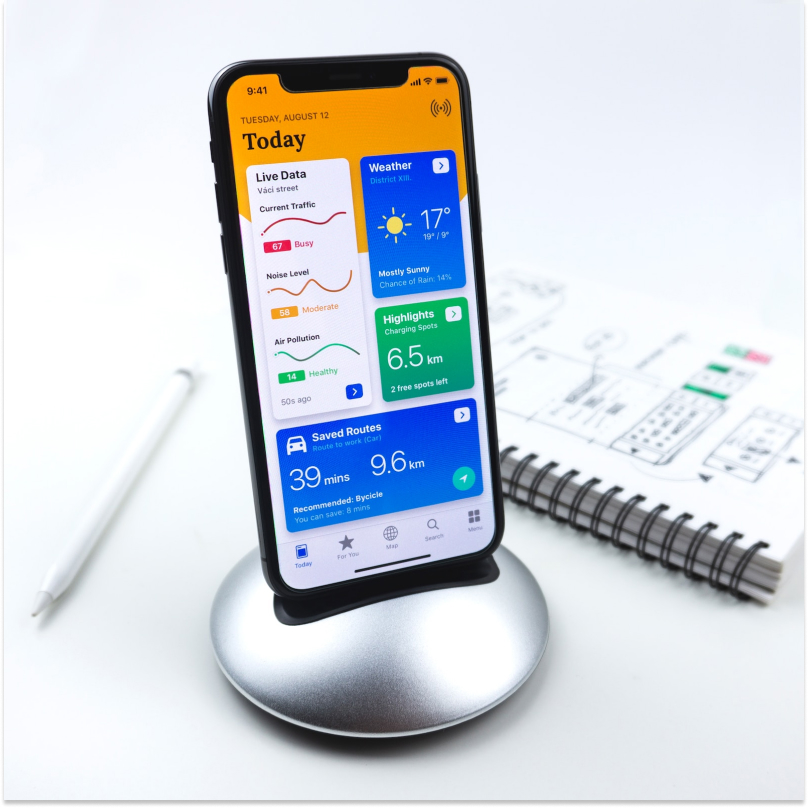 9:41
TUESDAY, AUGUST 12
Today
Live Data
Váci street
Current Traffic
67 Busy
Noise Level
58 Moderate
Air Pollution
14 Healthy
50s ago
Weather
District XIII.
17°
19° / 9°
Mostly Sunny
Chance of Rain: 14%
Highlights
Charging Spots
6.5 km
2 free spots left
Saved Routes
Route to work (Car)
39 mins
9.6 km
Recommended: Bycicle
You can save: 8 mins
Today
For You
Map
Search
Menu